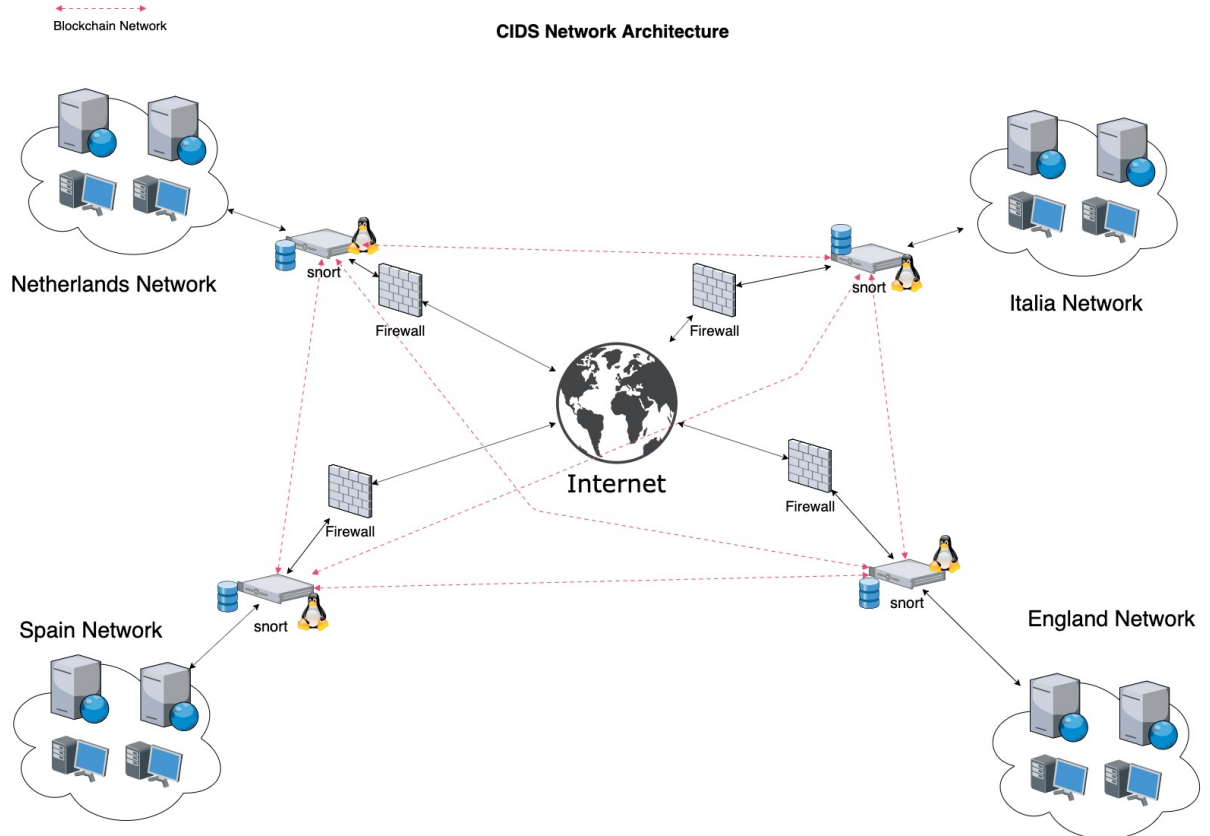 Blockchain Network
CIDS Network Architecture
Netherlands Network
snort
Firewall
Firewall
snort
Italia Network
Internet
Firewall
Firewall
Spain Network
snort
snort
England Network